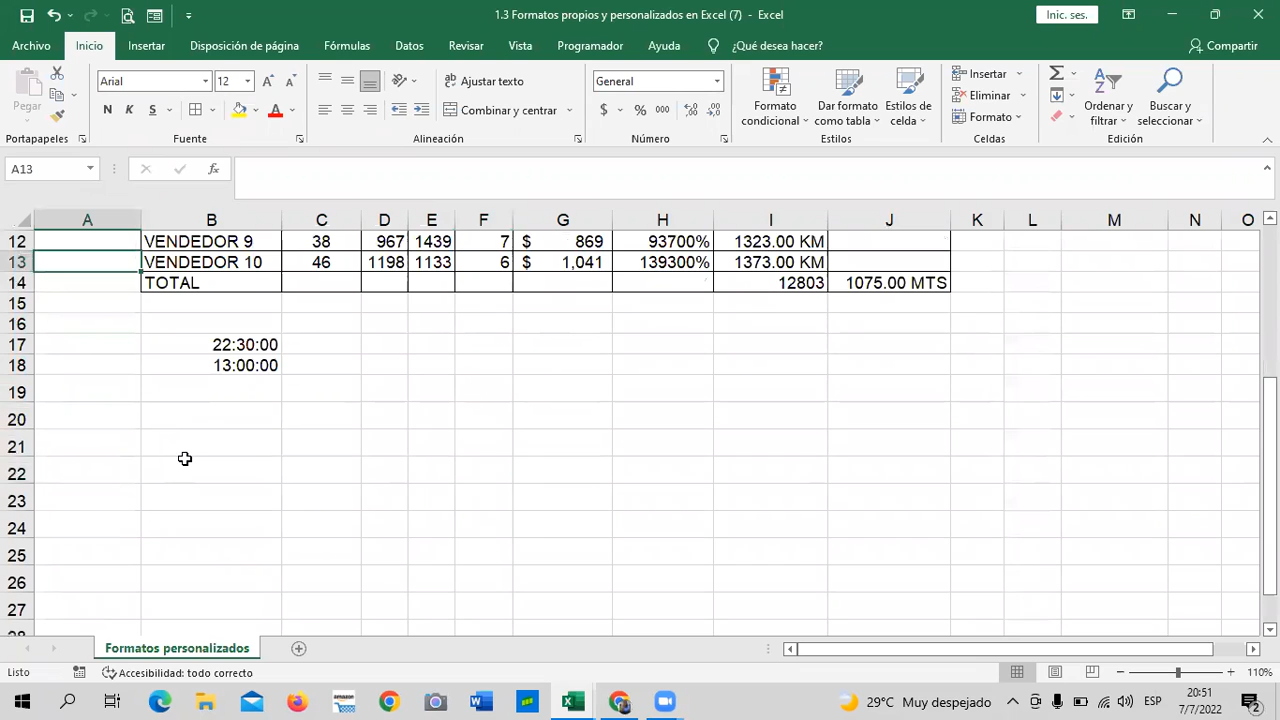 1.3 Formatos propios y personalizados en Excel (7) - Excel
Inic. ses.
Archivo Inicio Insertar Disposición de página Fórmulas Datos Revisar Vista Programador Ayuda ¿Qué desea hacer? Compartir
Pegar
Portapapeles
Arial 12
N K S
Fuente
Ajustar texto
Combinar y centrar
Alineación
General
$ % 000
Número
Formato condicional
Dar formato como tabla
Estilos de celda
Estilos
Insertar
Eliminar
Formato
Celdas
Ordenar y filtrar
Buscar y seleccionar
Edición
A13
fx
A B C D E F G H I J K L M N O
12 VENDEDOR 9 38 967 1439 7 $ 869 93700% 1323.00 KM
13 VENDEDOR 10 46 1198 1133 6 $ 1,041 139300% 1373.00 KM
14 TOTAL 12803 1075.00 MTS
15
16
17 22:30:00
18 13:00:00
19
20
21
22
23
24
25
26
27
28
Formatos personalizados
Listo Accesibilidad: todo correcto 110%
29°C Muy despejado ESP 20:51
7/7/2022
2